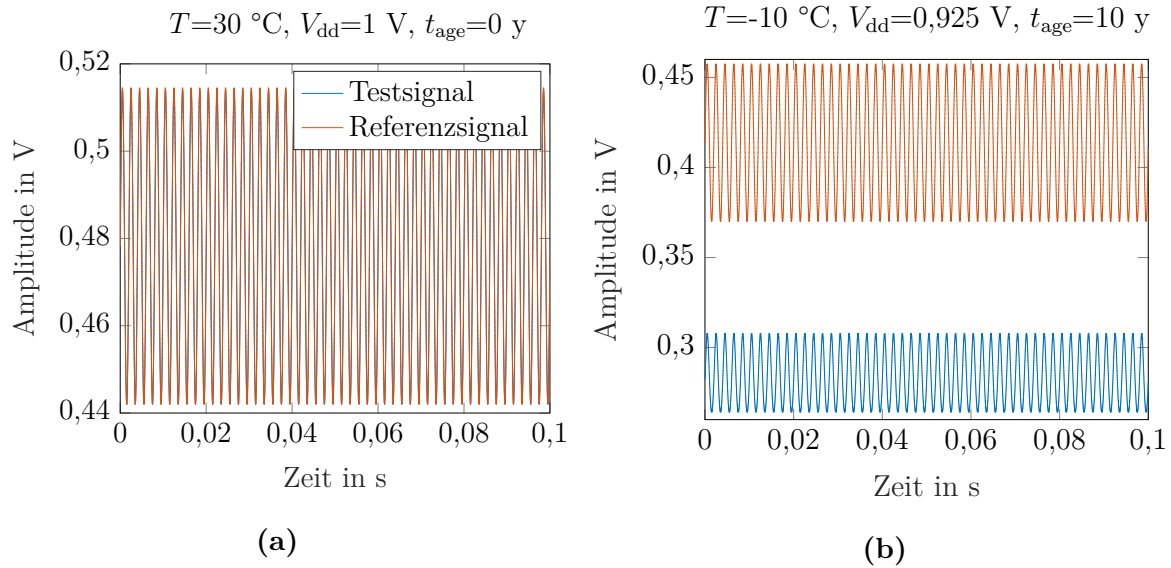 T=30 °C, Vdd=1 V, tage=0 y
0,52
0,5
0,48
0,46
0,44
Amplitude in V
Testsignal
Referenzsignal
0 0,02 0,04 0,06 0,08 0,1
Zeit in s
(a)
T=-10 °C, Vdd=0,925 V, tage=10 y
0,45
0,4
0,35
0,3
Amplitude in V
0 0,02 0,04 0,06 0,08 0,1
Zeit in s
(b)